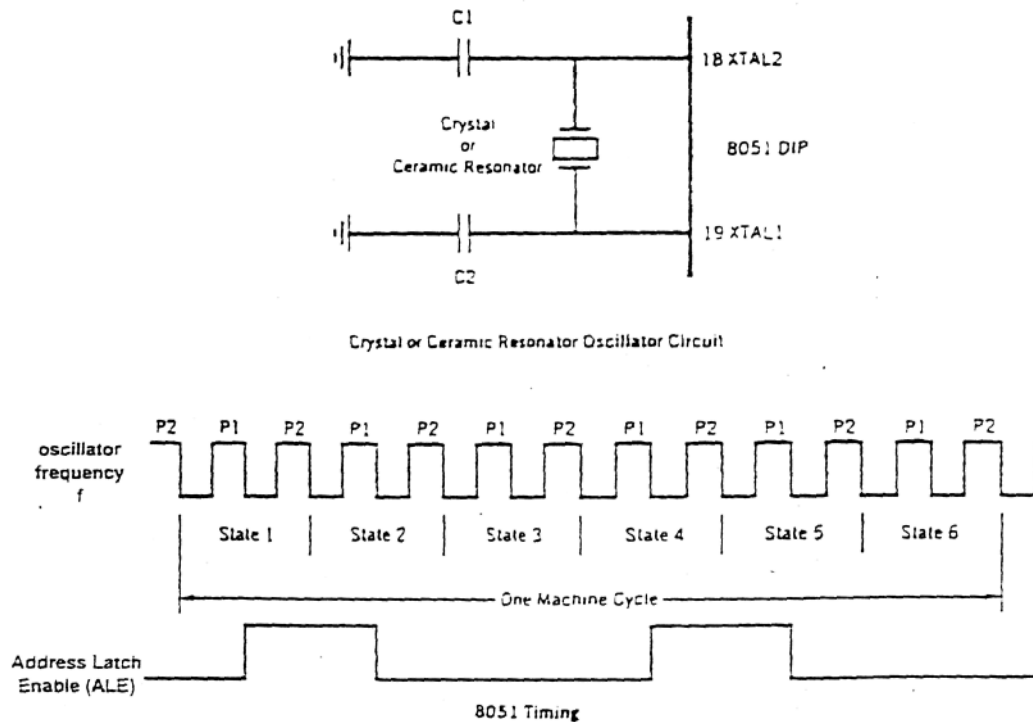 C1
18 XTAL2
Crystal
or
Ceramic Resonator
8051 DIP
19 XTAL1
C2
Crystal or Ceramic Resonator Oscillator Circuit
P2 P1 P2 P1 P2 P1 P2 P1 P2 P1 P2 P1 P2
oscillator
frequency
f
State 1 State 2 State 3 State 4 State 5 State 6
One Machine Cycle
Address Latch
Enable (ALE)
8051 Timing